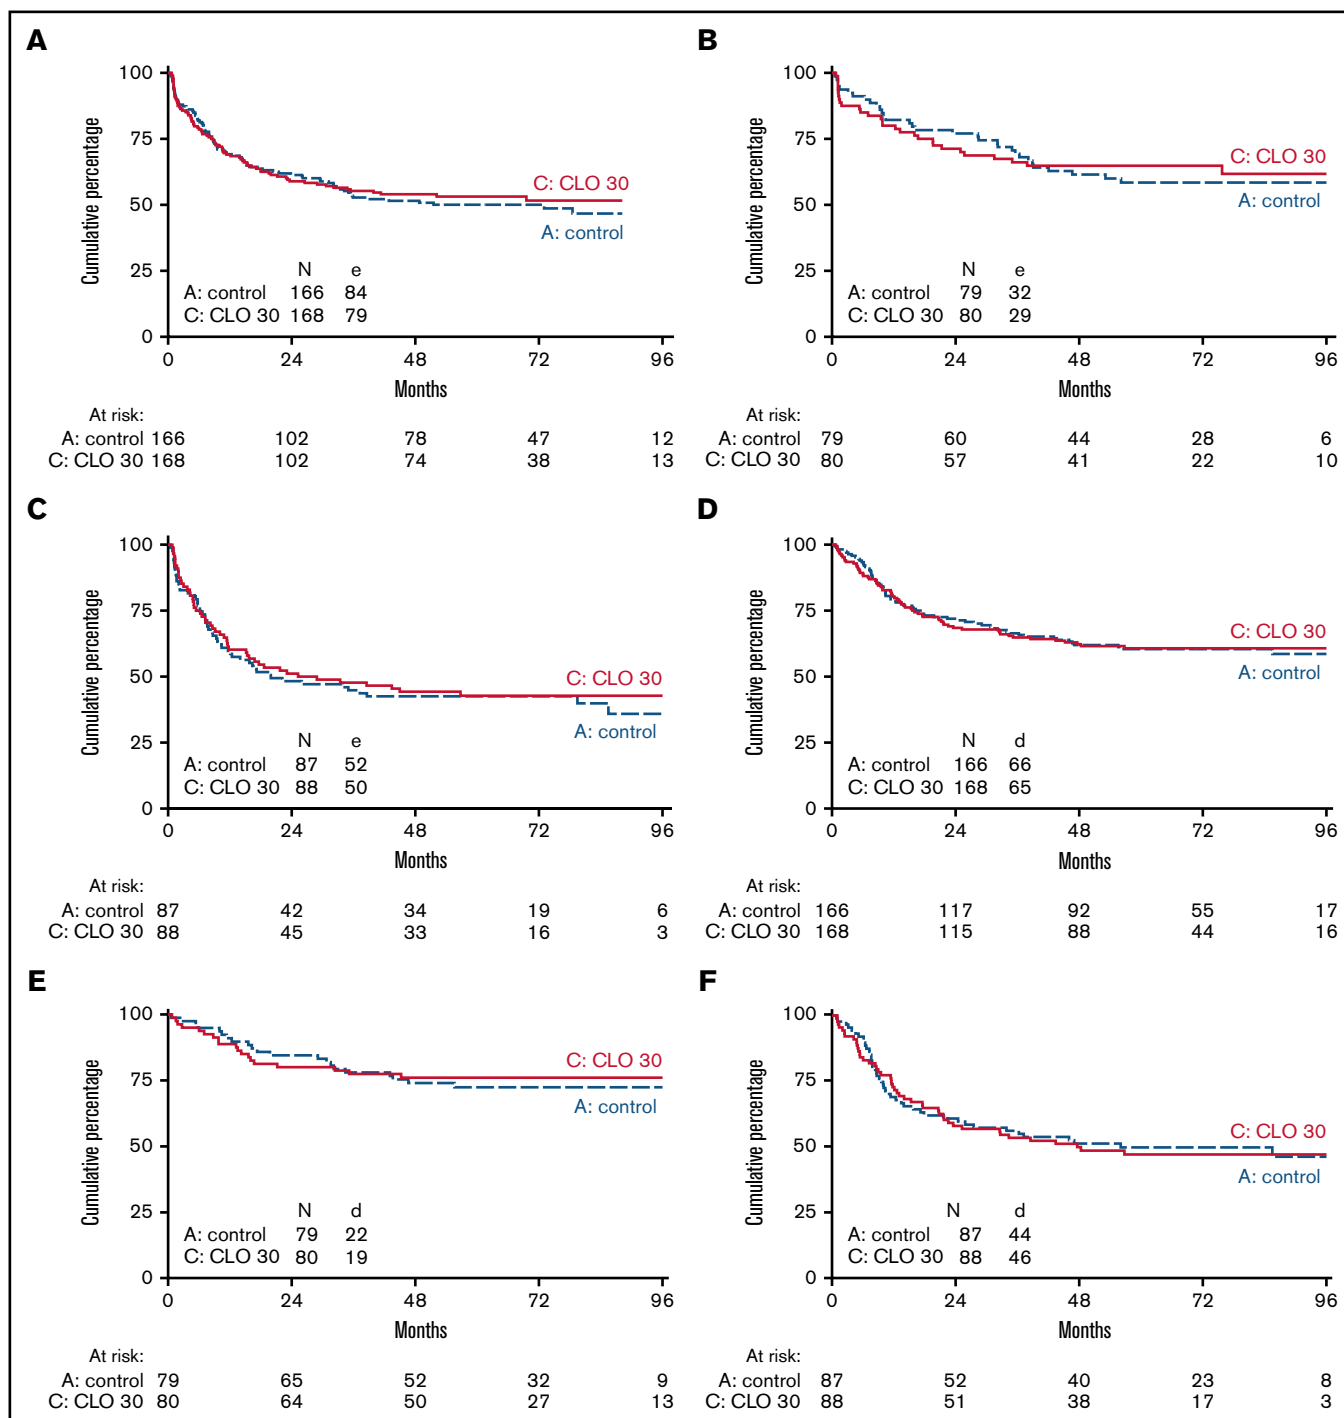 A
100
75
50
25
0
Cumulative percentage
C: CLO 30
A: control
N e
A: control 166 84
C: CLO 30 168 79
0 24 48 72 96
Months
At risk:
A: control 166 102 78 47 12
C: CLO 30 168 102 74 38 13
B
100
75
50
25
0
Cumulative percentage
C: CLO 30
A: control
N e
A: control 79 32
C: CLO 30 80 29
0 24 48 72 96
Months
At risk:
A: control 79 60 44 28 6
C: CLO 30 80 57 41 22 10
C
100
75
50
25
0
Cumulative percentage
C: CLO 30
A: control
N e
A: control 87 52
C: CLO 30 88 50
0 24 48 72 96
Months
At risk:
A: control 87 42 34 19 6
C: CLO 30 88 45 33 16 3
D
100
75
50
25
0
Cumulative percentage
C: CLO 30
A: control
N d
A: control 166 66
C: CLO 30 168 65
0 24 48 72 96
Months
At risk:
A: control 166 117 92 55 17
C: CLO 30 168 115 88 44 16
E
100
75
50
25
0
Cumulative percentage
C: CLO 30
A: control
N d
A: control 79 22
C: CLO 30 80 19
0 24 48 72 96
Months
At risk:
A: control 79 65 52 32 9
C: CLO 30 80 64 50 27 13
F
100
75
50
25
0
Cumulative percentage
C: CLO 30
A: control
N d
A: control 87 44
C: CLO 30 88 46
0 24 48 72 96
Months
At risk:
A: control 87 52 40 23 8
C: CLO 30 88 51 38 17 3